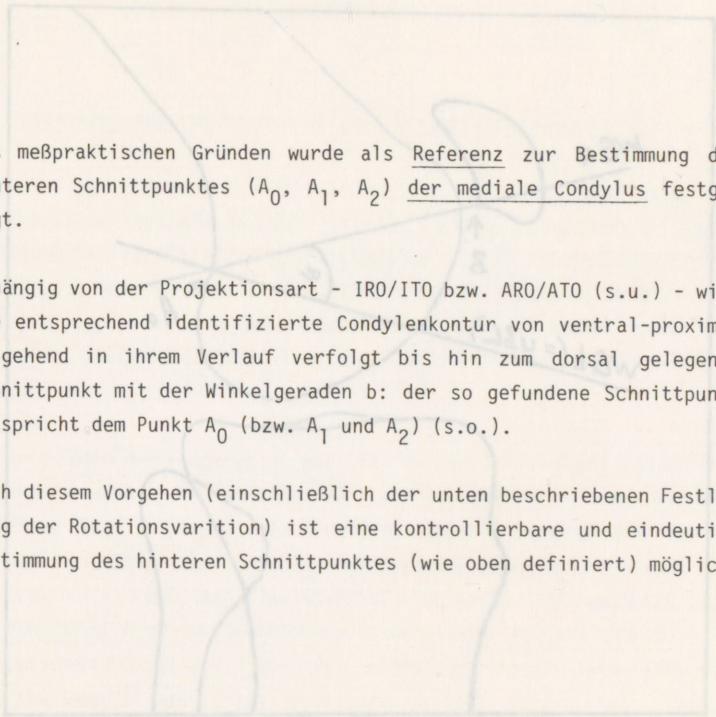 meßpraktischen Gründen wurde als Referenz zur Bestimmung d
teren Schnittpunktes (A₀, A₁, A₂) der mediale Condylus festg
t.
ängig von der Projektionsart - IRO/ITO bzw. ARO/ATO (s.u.) - wi
entsprechend identifizierte Condylenkontur von ventral-proxim
gehend in ihrem Verlauf verfolgt bis hin zum dorsal gelegen
nittpunkt mit der Winkelgeraden b: der so gefundene Schnittpun
spricht dem Punkt A₀ (bzw. A₁ und A₂) (s.o.).
h diesem Vorgehen (einschließlich der unten beschriebenen Festl
g der Rotationsvarition) ist eine kontrollierbare und eindeuti
timmung des hinteren Schnittpunktes (wie oben definiert) möglic